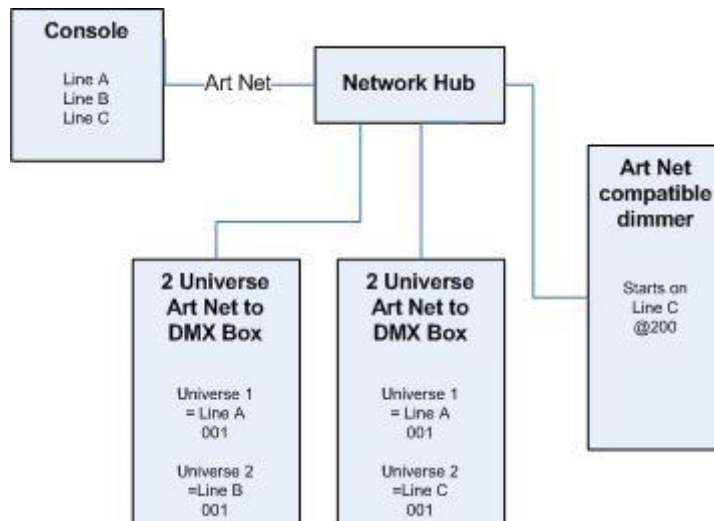 Console
Line A
Line B
Line C
Art Net
Network Hub
Art Net
compatible
dimmer
Starts on
Line C
@200
2 Universe
Art Net to
DMX Box
Universe 1
= Line A
001
Universe 2
=Line B
001
2 Universe
Art Net to
DMX Box
Universe 1
= Line A
001
Universe 2
=Line C
001